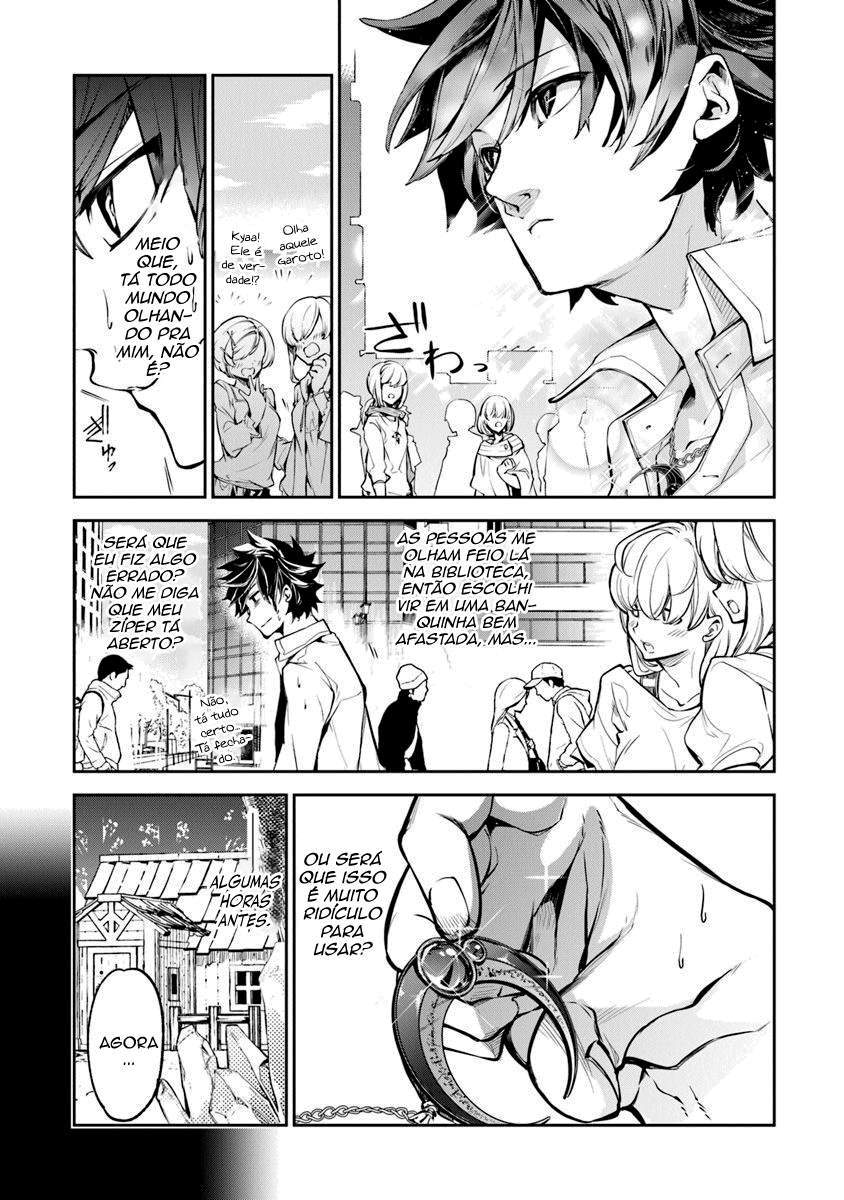 ざわっ
Olha
aquele
garoto!
Kyaa!
Ele é
de ver-
dade!?
MEIO
QUE,
TÁ TODO
MUNDO
OLHAN-
DO PRA
MIM, NÃO
É?
AS PESSOAS ME
OLHAM FEIO LÁ
NA BIBLIOTECA,
ENTÃO ESCOLHI
VIR EM UMA BAN-
QUINHA BEM
AFASTADA, MAS...
SERÁ QUE
EU FIZ ALGO
ERRADO?
NÃO ME DIGA
QUE MEU
ZÍPER TÁ
ABERTO?
Não,
tá tudo
certo.
Tá fecha-
do.
OU SERÁ
QUE ISSO
É MUITO
RIDÍCULO
PARA
USAR?
ALGUMAS
HORAS
ANTES.
AGORA
...